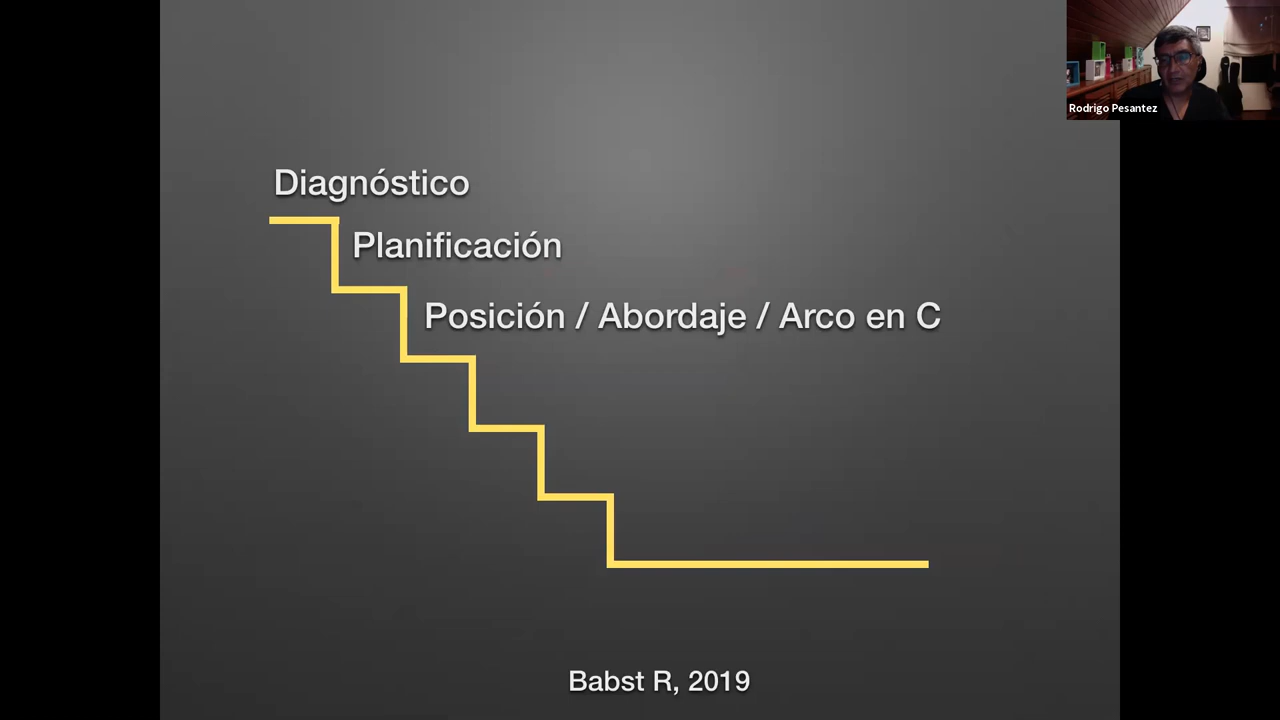 Rodrigo Pesantez
Diagnóstico
Planificación
Posición / Abordaje / Arco en C
Babst R, 2019